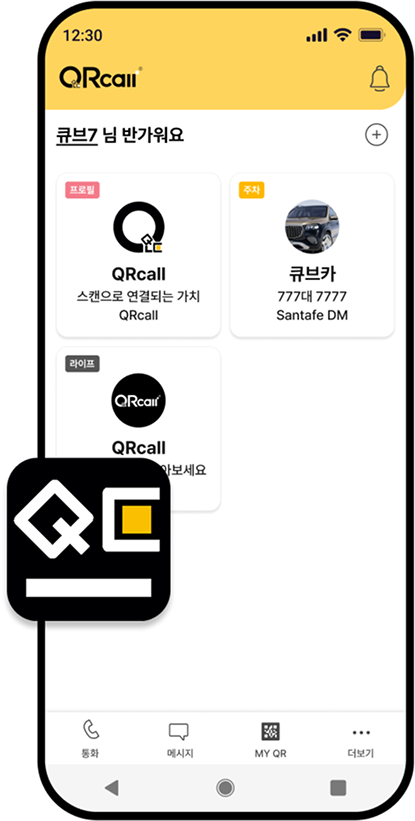 12:30
QRcall
큐브7 님 반가워요
프로필
QRcall
스캔으로 연결되는 가치
QRcall
주차
큐브카
777대 7777
Santafe DM
라이프
QRcall
QRcall
아보세요
통화
메시지
MY QR
더보기